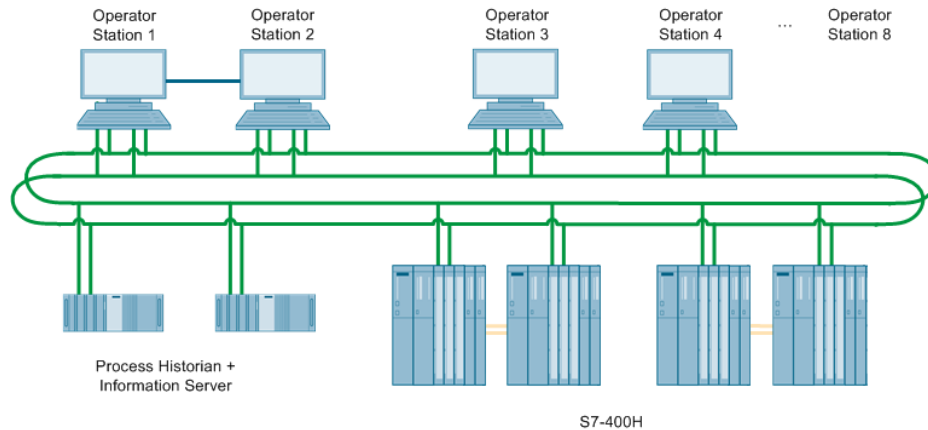 Operator
Station 1
Operator
Station 2
Operator
Station 3
Operator
Station 4
...
Operator
Station 8
Process Historian +
Information Server
S7-400H